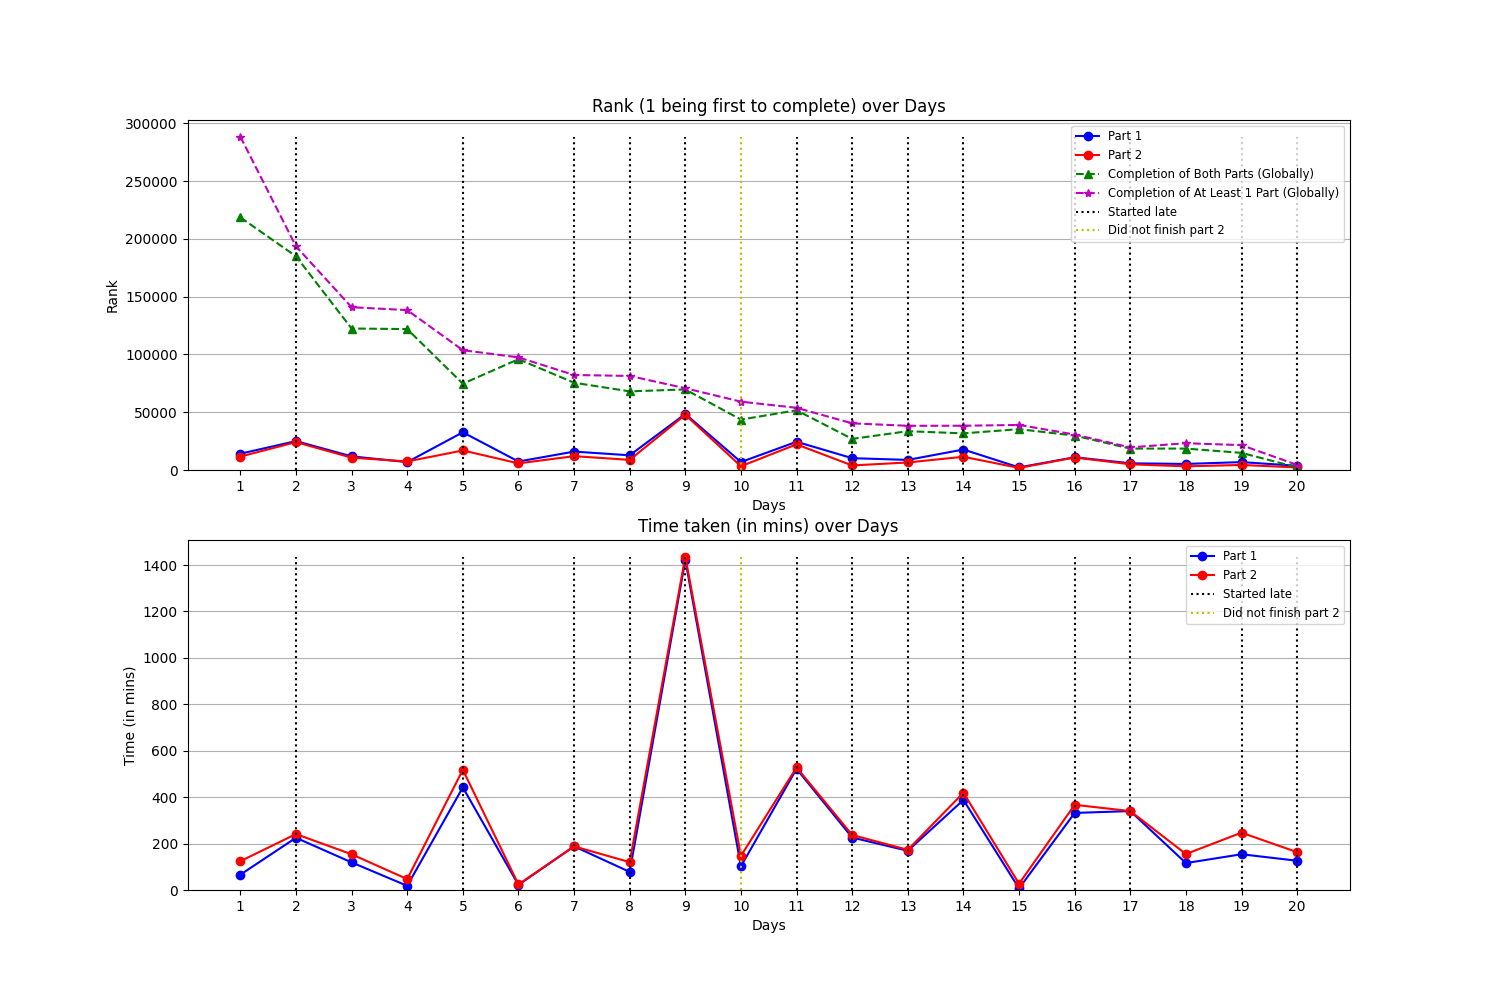 Rank (1 being first to complete) over Days
300000
250000
200000
150000
100000
50000
0
Rank
Part 1
Part 2
Completion of Both Parts (Globally)
Completion of At Least 1 Part (Globally)
Started late
Did not finish part 2
1 2 3 4 5 6 7 8 9 10 11 12 13 14 15 16 17 18 19 20
Days
Time taken (in mins) over Days
1400
1200
1000
800
600
400
200
0
Time (in mins)
Part 1
Part 2
Started late
Did not finish part 2
1 2 3 4 5 6 7 8 9 10 11 12 13 14 15 16 17 18 19 20
Days